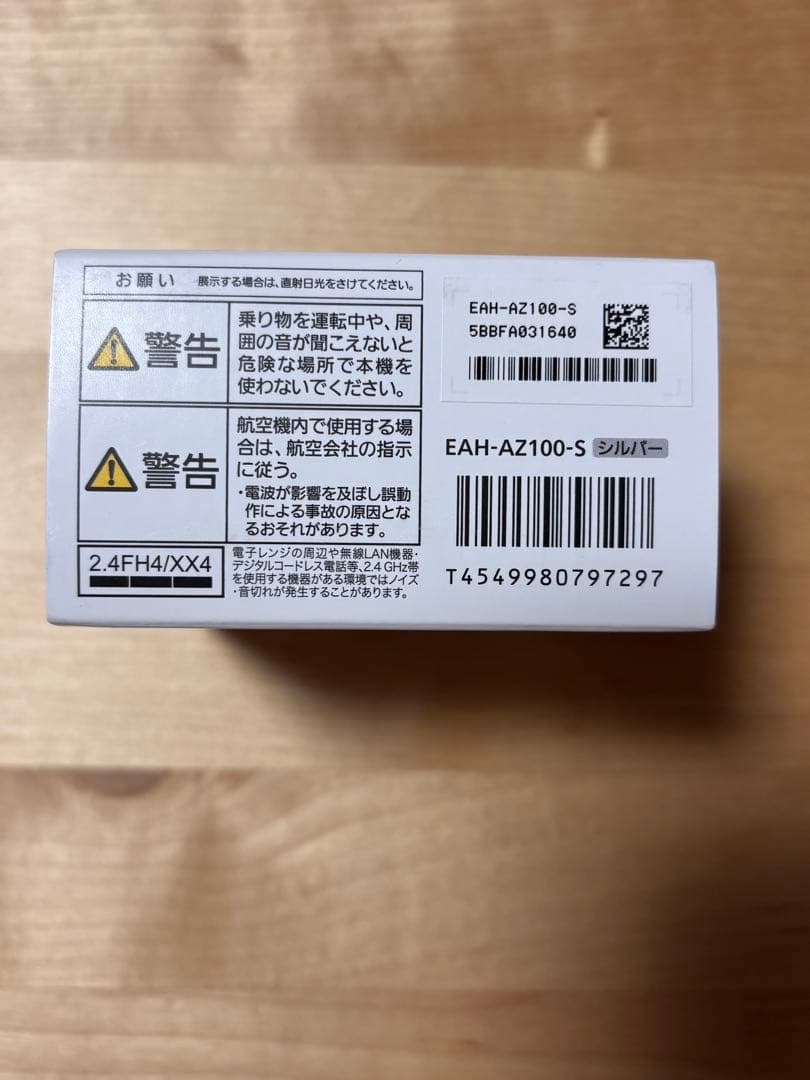 お願い 展示する場合は、直射日光をさけてください。
警告
乗り物を運転中や、周
囲の音が聞こえないと
危険な場所で本機を
使わないでください。
警告
航空機内で使用する場
合は、航空会社の指示
に従う。
・電波が影響を及ぼし誤動
作による事故の原因とな
るおそれがあります。
2.4FH4/XX4
電子レンジの周辺や無線LAN機器・
デジタルコードレス電話等、2.4 GHz帯
を使用する機器がある環境ではノイズ
・音切れが発生することがあります。
EAH-AZ100-S
5BBFA031640
EAH-AZ100-S シルバー
T4549980797297